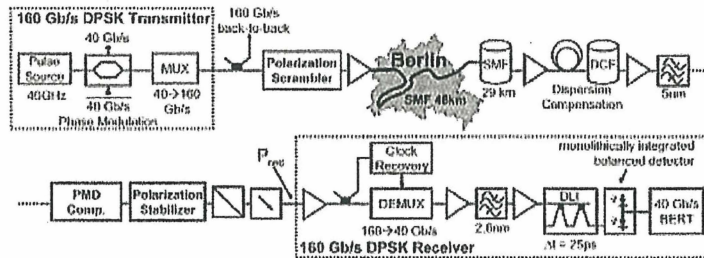 160 Gb/s DPSK Transmitter
Pulse
Source
40GHz
40 Gb/s
40 Gb/s
Phase Modulation
MUX
40→160
Gb/s
160 Gb/s
back-to-back
Polarization
Scrambler
Berlin
SMF 48km
SMF
29 km
Dispersion
Compensation
DCF
5nm
PMD
Comp.
Polarization
Stabilizer
P rec
Clock
Recovery
DEMUX
160→40 Gb/s
2,0nm
DLI
Δt = 25ps
monolithically integrated
balanced detector
40 Gb/s
BERT
160 Gb/s DPSK Receiver